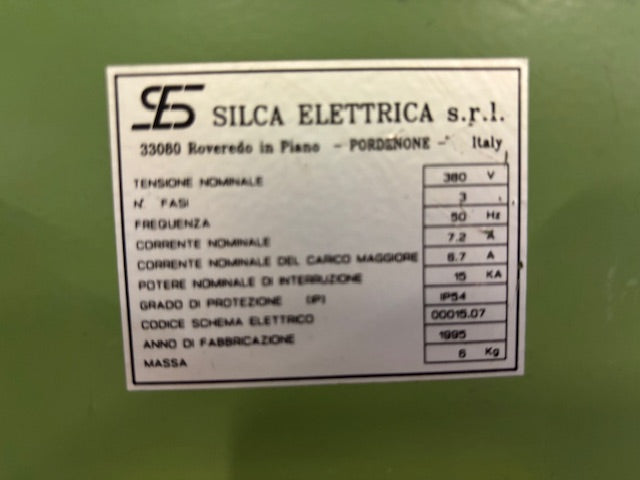 SES SILCA ELETTRICA s.r.l.
33080 Roveredo in Piano - PORDENONE - Italy
TENSIONE NOMINALE 380 V
N. FASI 3
FREQUENZA 50 Hz
CORRENTE NOMINALE 7.2 A
CORRENTE NOMINALE DEL CARICO MAGGIORE 6.7 A
POTERE NOMINALE DI INTERRUZIONE 15 KA
GRADO DI PROTEZIONE (IP) IP54
CODICE SCHEMA ELETTRICO 00015.07
ANNO DI FABBRICAZIONE 1995
MASSA 6 Kg